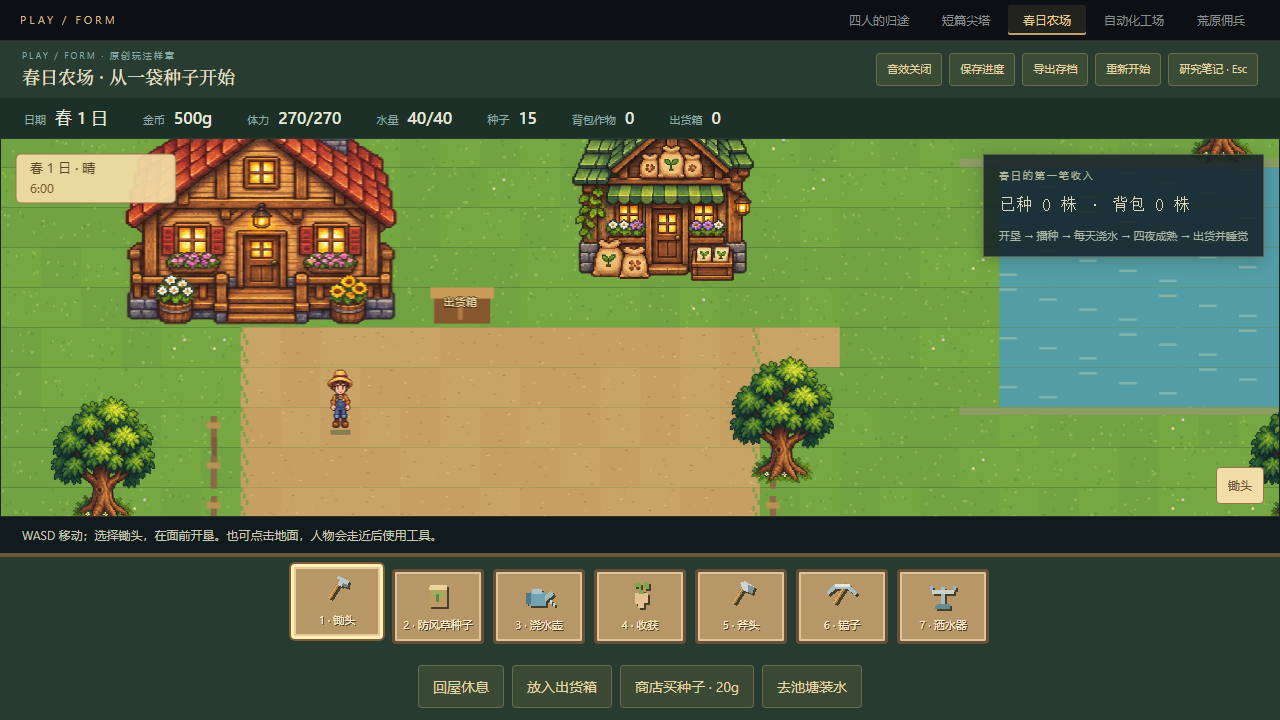 PLAY / FORM
四人的归途
短篇尖塔
春日农场
自动化工场
荒原佣兵
PLAY / FORM · 原创玩法样章
春日农场 · 从一袋种子开始
音效关闭
保存进度
导出存档
重新开始
研究笔记 · Esc
日期 春 1 日
金币 500g
体力 270/270
水量 40/40
种子 15
背包作物 0
出货箱 0
春 1 日 · 晴
6:00
春日的第一笔收入
已种 0 株 · 背包 0 株
开垦 → 播种 → 每天浇水 → 四夜成熟 → 出货并睡觉
出货箱
锄头
WASD 移动；选择锄头，在面前开垦。也可点击地面，人物会走近后使用工具。
1 · 锄头
2 · 防风草种子
3 · 浇水壶
4 · 收获
5 · 斧头
6 · 镐子
7 · 洒水器
回屋休息
放入出货箱
商店买种子 · 20g
去池塘装水